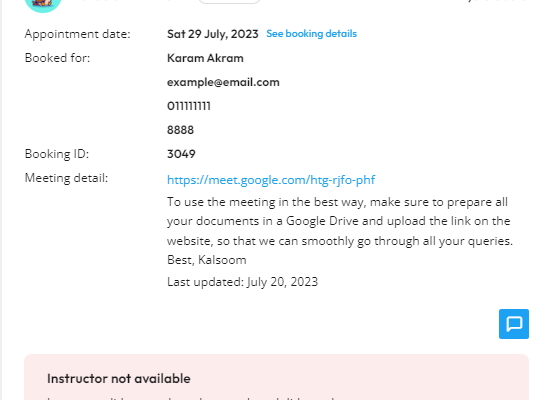 Appointment date: Sat 29 July, 2023 See booking details
Booked for: Karam Akram
example@email.com
011111111
8888
Booking ID: 3049
Meeting detail: https://meet.google.com/htg-rjfo-phf
To use the meeting in the best way, make sure to prepare all
your documents in a Google Drive and upload the link on the
website, so that we can smoothly go through all your queries.
Best, Kalsoom
Last updated: July 20, 2023
Instructor not available